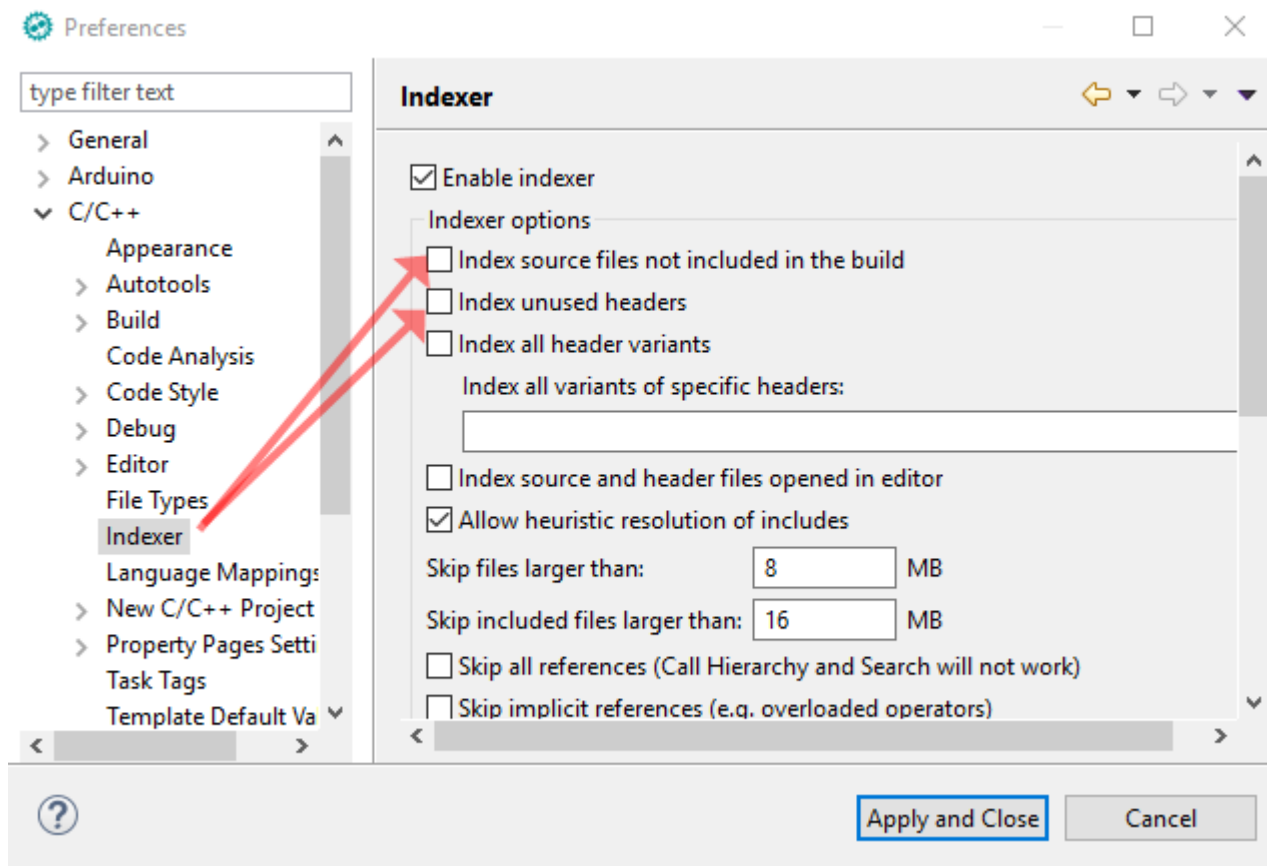 Preferences
type filter text
General
Arduino
C/C++
Appearance
Autotools
Build
Code Analysis
Code Style
Debug
Editor
File Types
Indexer
Language Mappings
New C/C++ Project
Property Pages Setti
Task Tags
Template Default Va
Indexer
Enable indexer
Indexer options
Index source files not included in the build
Index unused headers
Index all header variants
Index all variants of specific headers:
Index source and header files opened in editor
Allow heuristic resolution of includes
Skip files larger than: 8 MB
Skip included files larger than: 16 MB
Skip all references (Call Hierarchy and Search will not work)
Skip implicit references (e.g. overloaded operators)
Apply and Close
Cancel